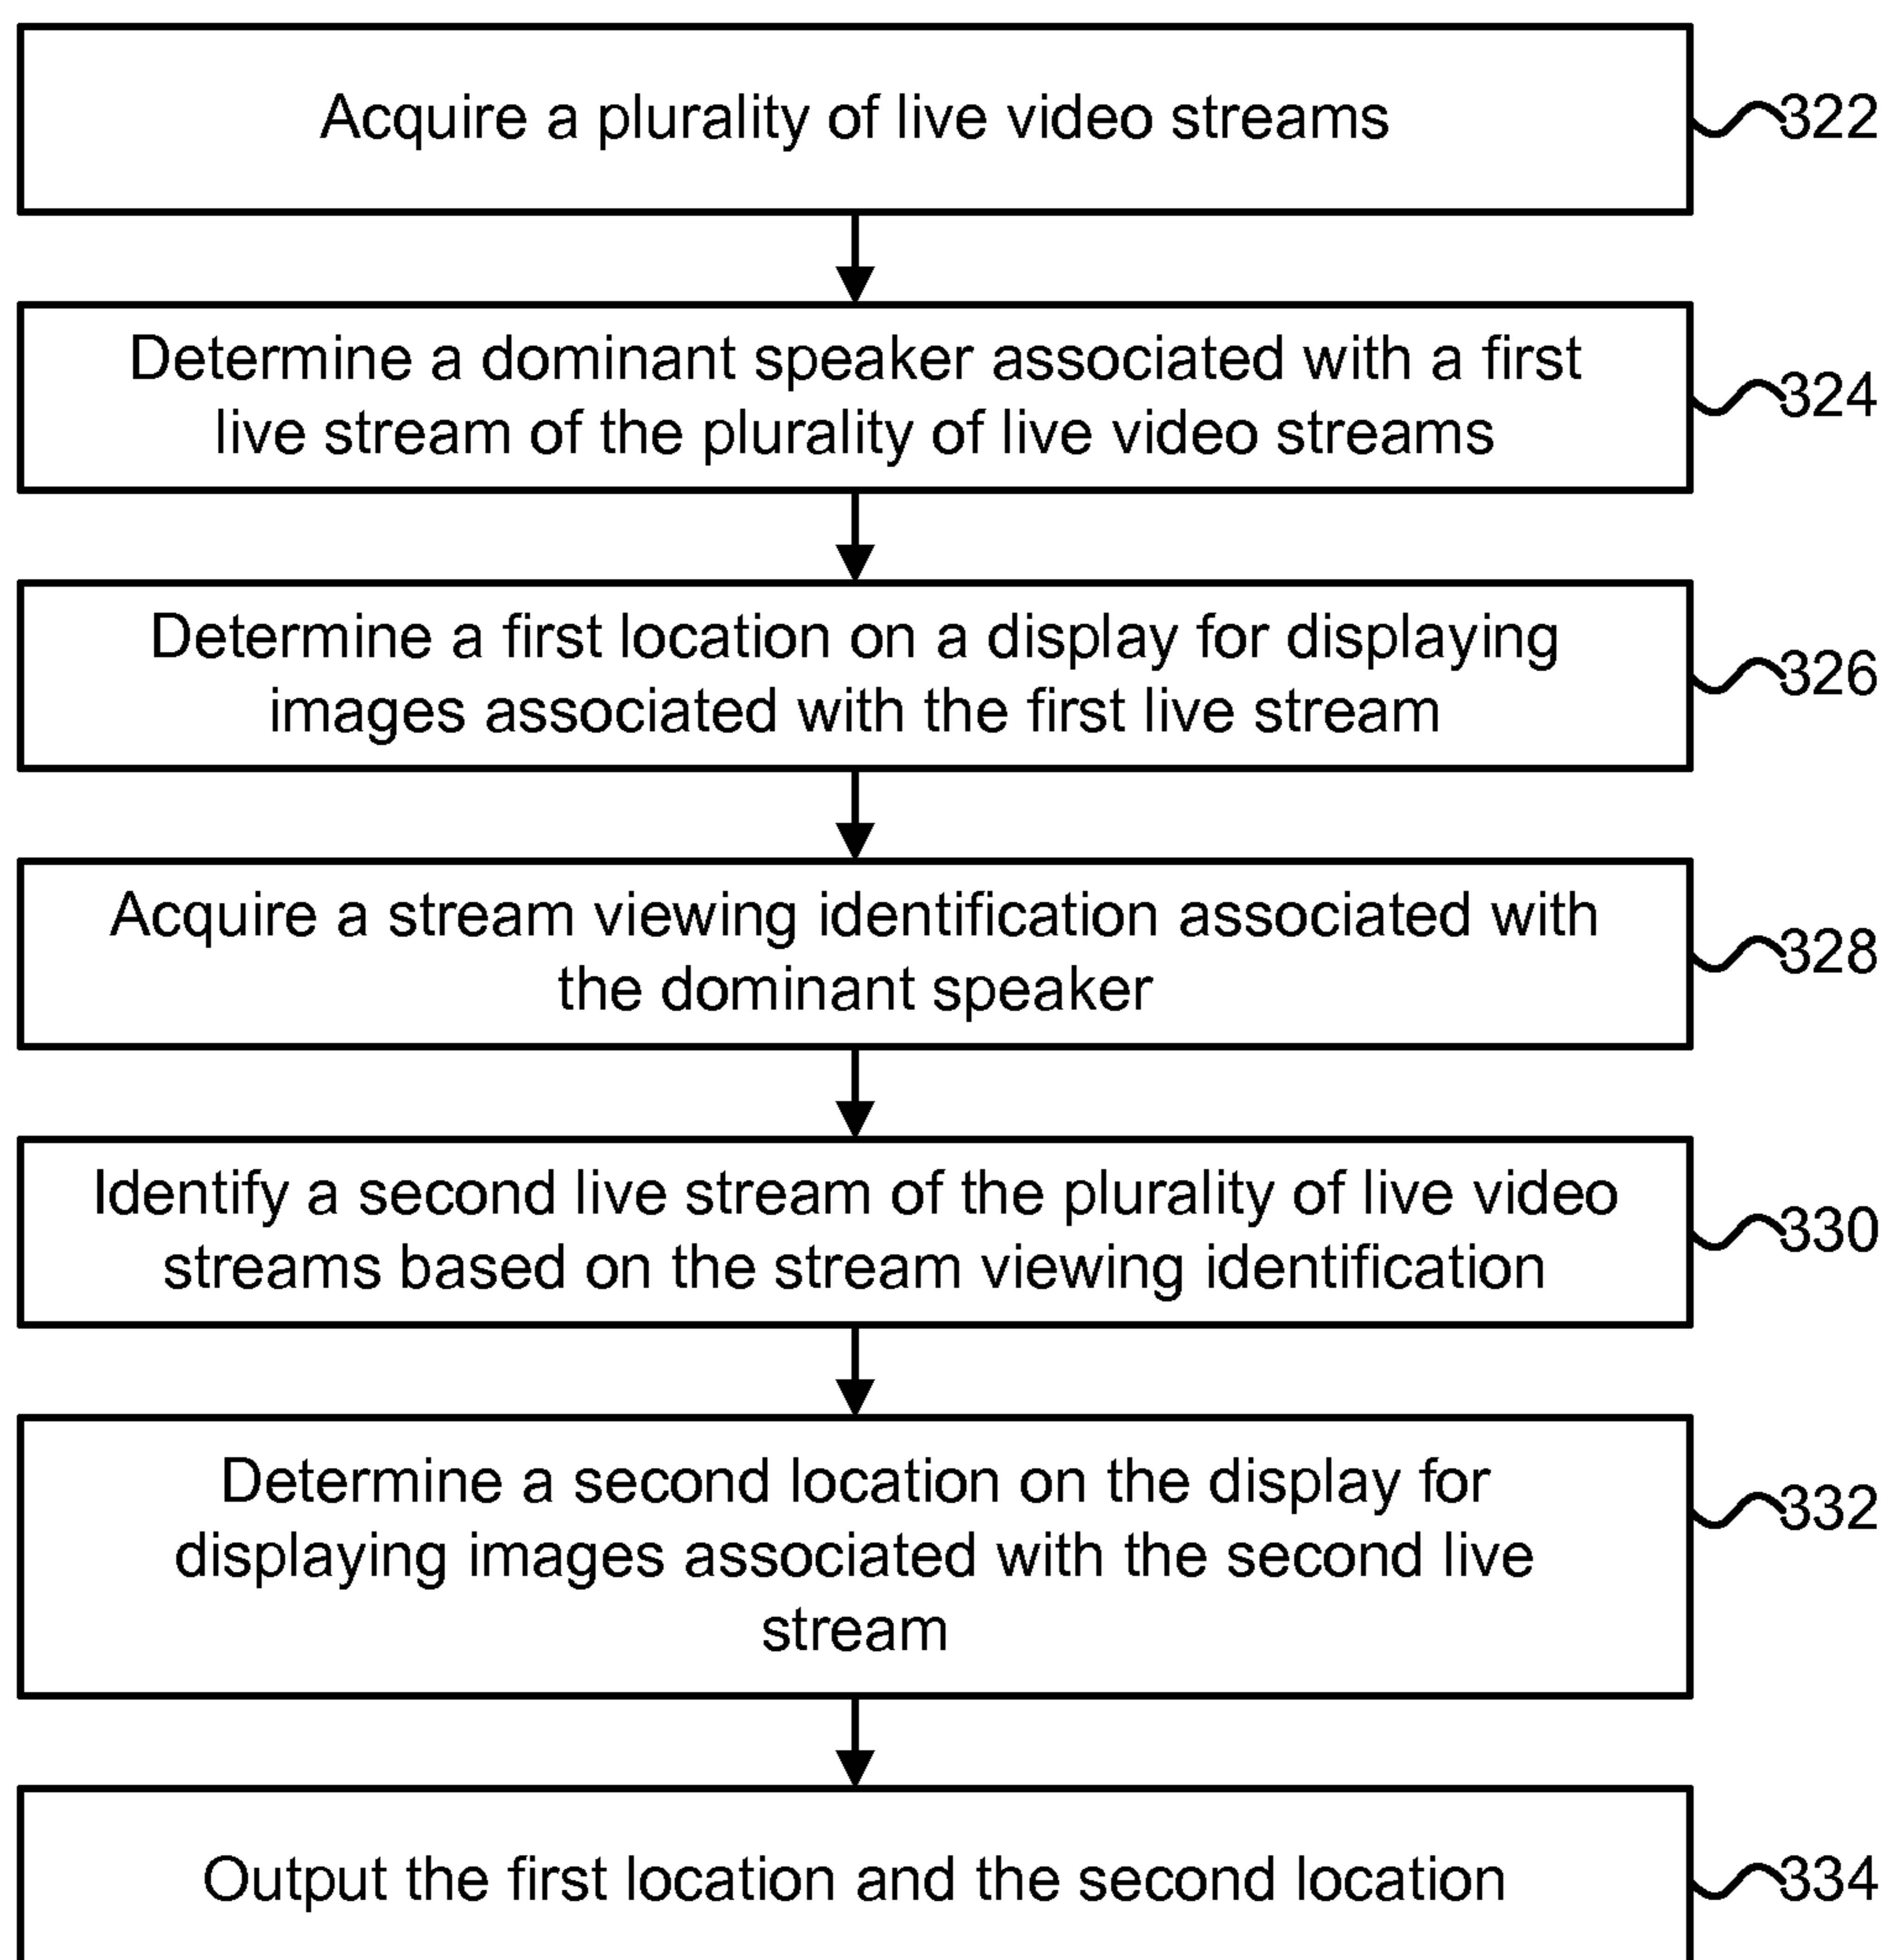 Acquire a plurality of live video streams
322
Determine a dominant speaker associated with a first
live stream of the plurality of live video streams
324
Determine a first location on a display for displaying
images associated with the first live stream
326
Acquire a stream viewing identification associated with
the dominant speaker
328
Identify a second live stream of the plurality of live video
streams based on the stream viewing identification
330
Determine a second location on the display for
displaying images associated with the second live
stream
332
Output the first location and the second location
334